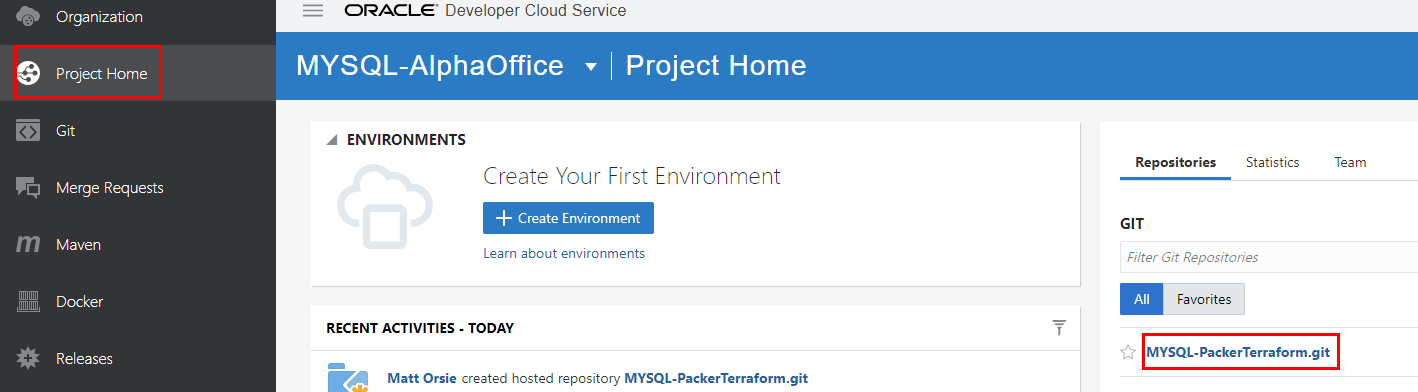 Organization
Project Home
Git
Merge Requests
Maven
Docker
Releases
ORACLE® Developer Cloud Service
MYSQL-AlphaOffice Project Home
ENVIRONMENTS
Create Your First Environment
Create Environment
Learn about environments
RECENT ACTIVITIES - TODAY
Matt Orsie created hosted repository MYSQL-PackerTerraform.git
Repositories Statistics Team
GIT
Filter Git Repositories
All Favorites
MYSQL-PackerTerraform.git